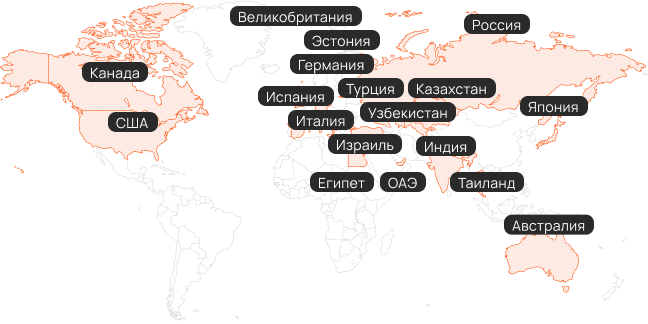 Великобритания
Россия
Эстония
Германия
Канада
Турция
Казахстан
Испания
Япония
Узбекистан
США
Италия
Израиль
Индия
Египет
ОАЭ
Таиланд
Австралия